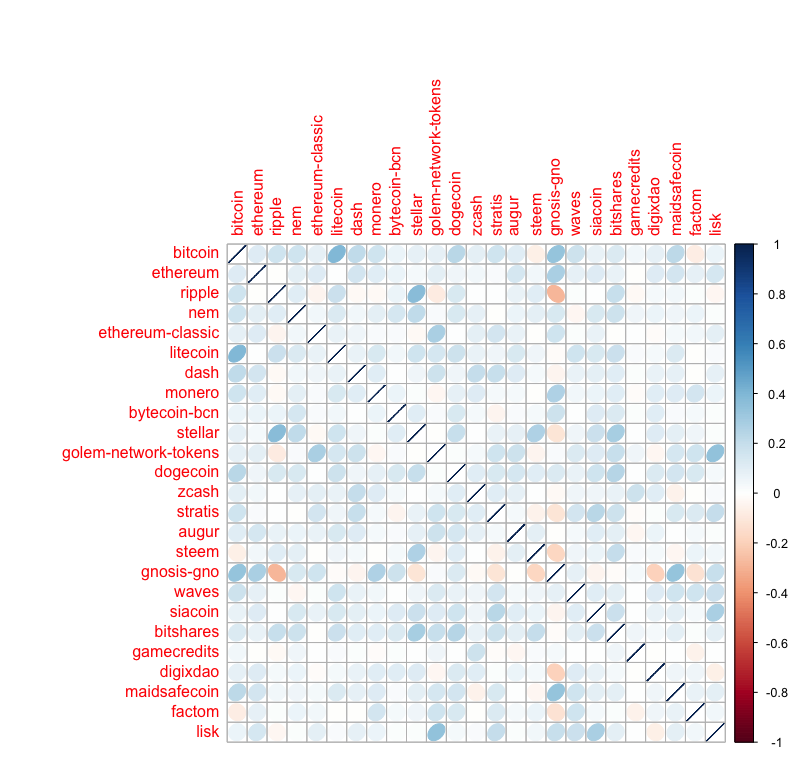 bitcoin
ethereum
ripple
nem
ethereum-classic
litecoin
dash
monero
bytecoin-bcn
stellar
golem-network-tokens
dogecoin
zcash
stratis
augur
steem
gnosis-gno
waves
siacoin
bitshares
gamecredits
digixdao
maidsafecoin
factom
lisk
bitcoin
ethereum
ripple
nem
ethereum-classic
litecoin
dash
monero
bytecoin-bcn
stellar
golem-network-tokens
dogecoin
zcash
stratis
augur
steem
gnosis-gno
waves
siacoin
bitshares
gamecredits
digixdao
maidsafecoin
factom
lisk
1
0.8
0.6
0.4
0.2
0
-0.2
-0.4
-0.6
-0.8
-1